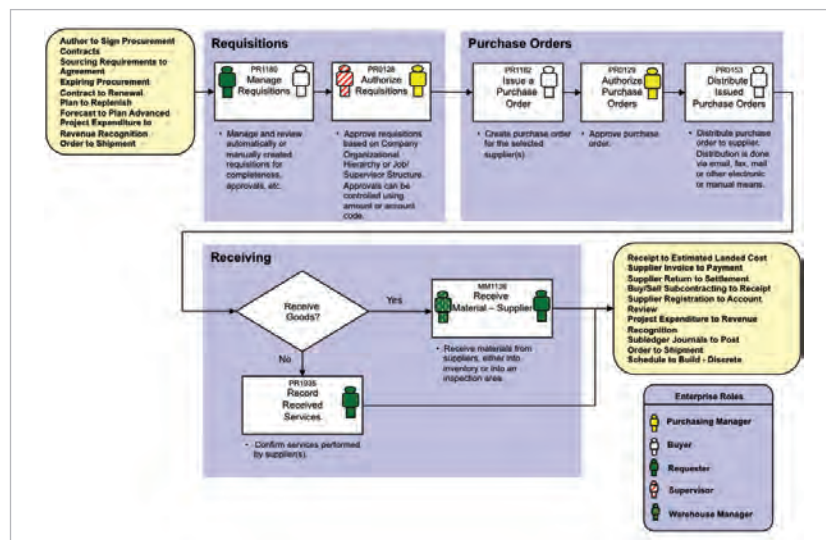 Author to Sign Procurement
Contracts
Sourcing Requirements to
Agreement
Expiring Procurement
Contract to Renewal
Plan to Replenish
Forecast to Plan Advanced
Project Expenditure to
Revenue Recognition
Order to Shipment
Requisitions
PR1180
Manage
Requisitions
• Manage and review
automatically or
manually created
requisitions for
completeness,
approvals, etc.
PR0128
Authorize
Requisitions
• Approve requisitions
based on Company
Organizational
Hierarchy or Job/
Supervisor Structure.
Approvals can be
controlled using
amount or account
code.
Purchase Orders
PR1182
Issue a
Purchase
Order
• Create purchase order
for the selected
supplier(s).
PR0129
Authorize
Purchase
Orders
• Approve purchase
order.
PR0153
Distribute
Issued
Purchase Orders
• Distribute purchase
order to supplier.
Distribution is done
via email, fax, mail
or other electronic
or manual means.
Receiving
Receive
Goods?
Yes
No
MM1136
Receive
Material – Supplier
• Receive materials from
suppliers, either into
inventory or into an
inspection area.
PR1935
Record
Received
Services
• Confirm services performed
by supplier(s).
Receipt to Estimated Landed Cost
Supplier Invoice to Payment
Supplier Return to Settlement
Buy/Sell Subcontracting to Receipt
Supplier Registration to Account
Review
Project Expenditure to Revenue
Recognition
Subledger Journals to Post
Order to Shipment
Schedule to Build - Discrete
Enterprise Roles
Purchasing Manager
Buyer
Requester
Supervisor
Warehouse Manager